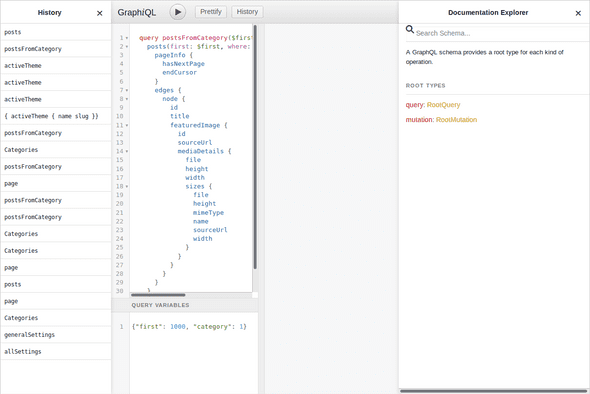 History
×
posts
postsFromCategory
activeTheme
activeTheme
activeTheme
{ activeTheme { name slug }}
postsFromCategory
Categories
postsFromCategory
page
postsFromCategory
postsFromCategory
Categories
Categories
page
posts
page
Categories
generalSettings
allSettings
GraphiQL
Prettify
History
1 query postsFromCategory($first
2 posts(first: $first, where:
3 pageInfo {
4 hasNextPage
5 endCursor
6 }
7 edges {
8 node {
9 id
10 title
11 featuredImage {
12 id
13 sourceUrl
14 mediaDetails {
15 file
16 height
17 width
18 sizes {
19 file
20 height
21 mimeType
22 name
23 sourceUrl
24 width
25 }
26 }
27 }
28 }
29 }
30 }
QUERY VARIABLES
1 {"first": 1000, "category": 1}
Documentation Explorer
×
Search Schema...
A GraphQL schema provides a root type for each kind of
operation.
ROOT TYPES
query: RootQuery
mutation: RootMutation